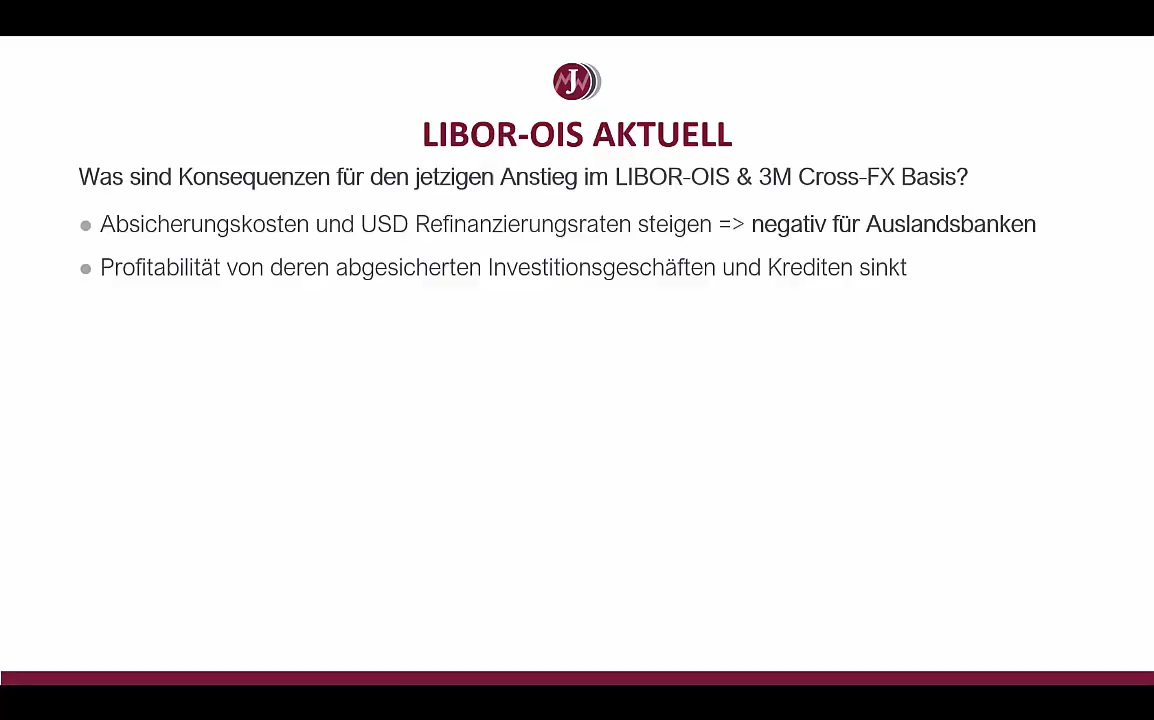 J
LIBOR-OIS AKTUELL
Was sind Konsequenzen für den jetzigen Anstieg im LIBOR-OIS & 3M Cross-FX Basis?
Absicherungskosten und USD Refinanzierungsraten steigen => negativ für Auslandsbanken
Profitabilität von deren abgesicherten Investitionsgeschäften und Krediten sinkt